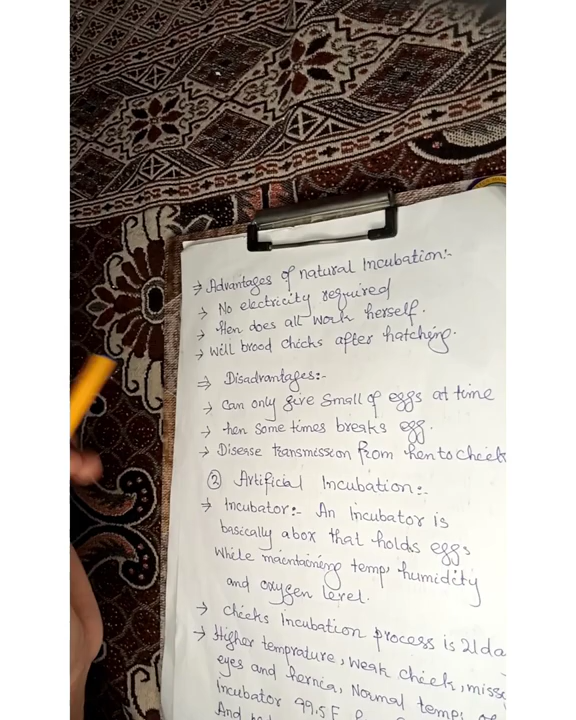 ⇒ Advantages of natural Incubation:-
→ No electricity required
→ Hen does all work herself.
→ will brood chicks after hatching.
⇒ Disadvantages:-
→ Can only give small of eggs at time
→ hen some times breaks egg.
→ Disease transmission from hen to chick
② Artificial Incubation:-
→ Incubator:- An incubator is
basically a box that holds eggs
while maintaining temp, humidity
and oxygen level.
→ chicks incubation process is 21 da
→ Higher temprature, weak chick, miss
eyes and hernia, Normal temp
incubator 99.5 F
And